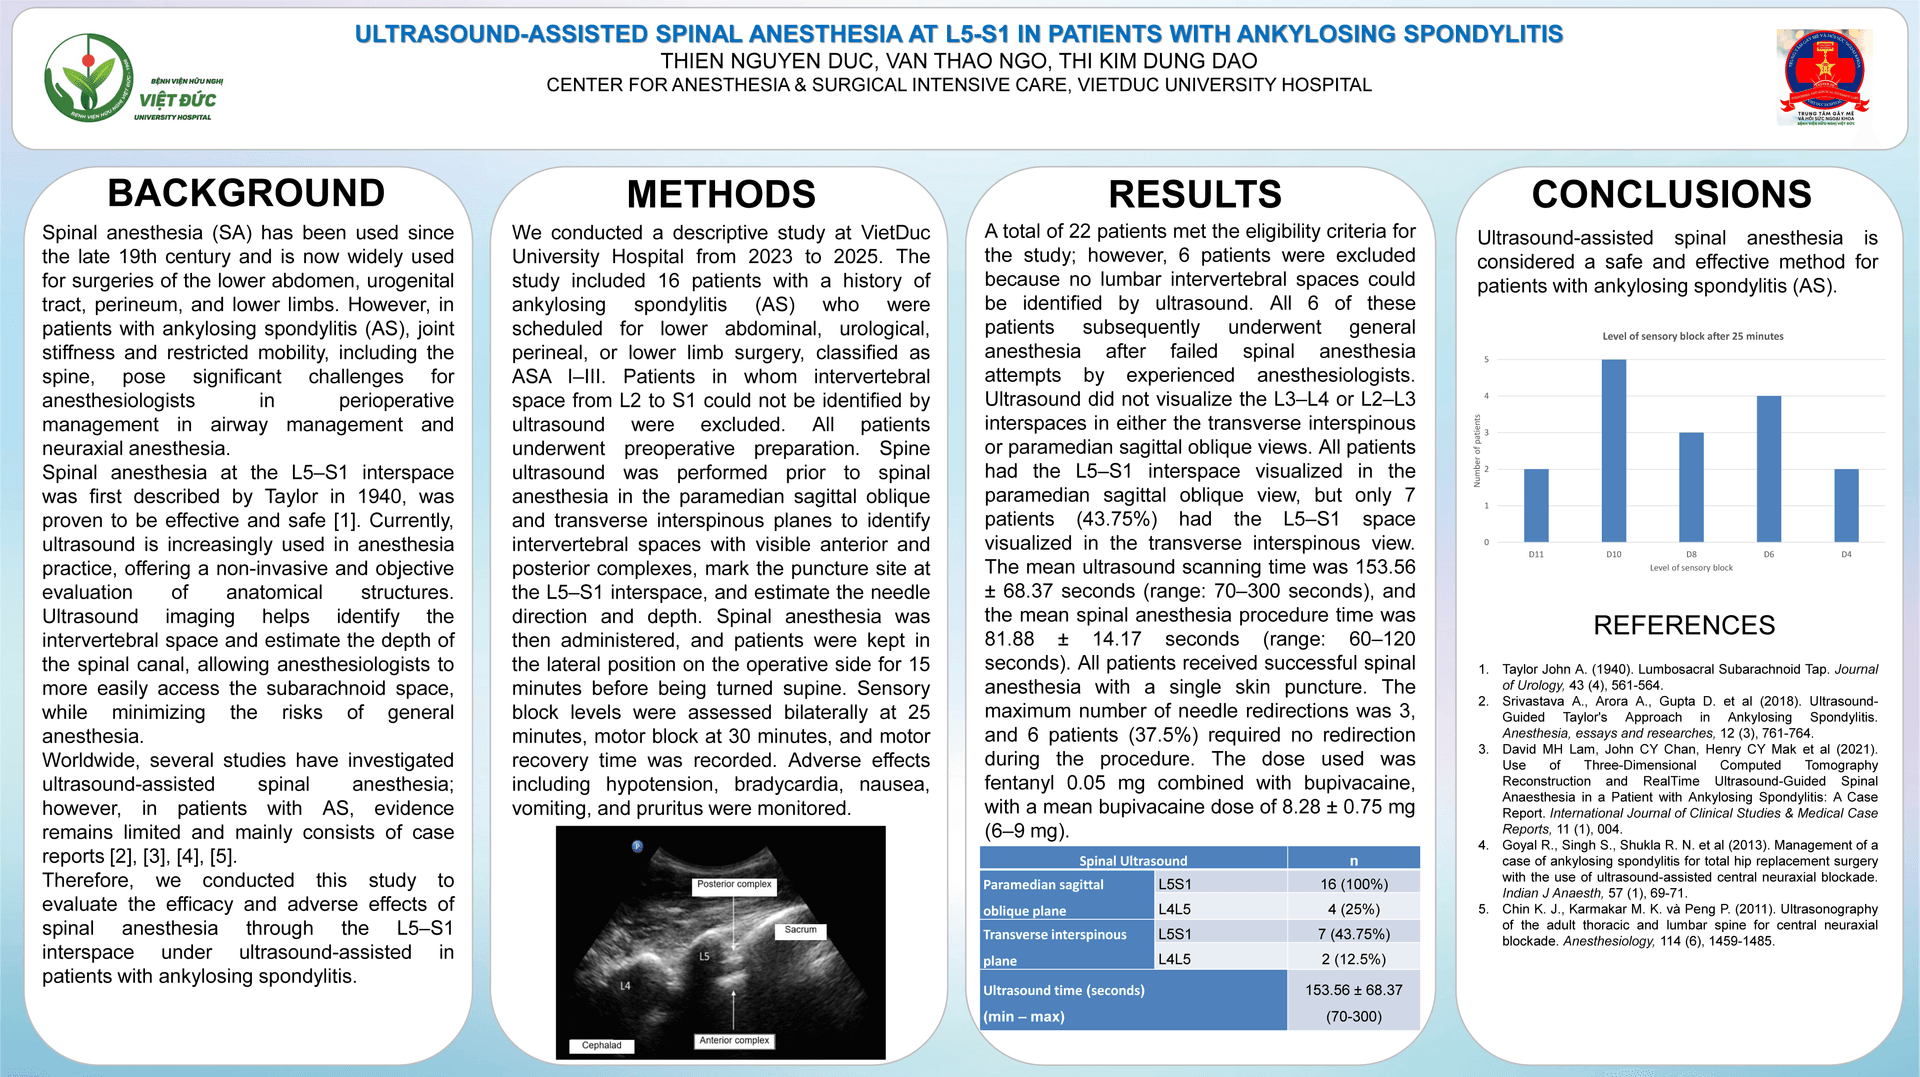 ULTRASOUND-ASSISTED SPINAL ANESTHESIA AT L5-S1 IN PATIENTS WITH ANKYLOSING SPONDYLITIS
THIEN NGUYEN DUC, VAN THAO NGO, THI KIM DUNG DAO
CENTER FOR ANESTHESIA & SURGICAL INTENSIVE CARE, VIETDUC UNIVERSITY HOSPITAL
BỆNH VIỆN HỮU NGHỊ
VIỆT ĐỨC
UNIVERSITY HOSPITAL
BỆNH VIỆN HỮU NGHỊ VIỆT ĐỨC
TRUNG TÂM GÂY MÊ
VÀ HỒI SỨC NGOẠI KHOA
BỆNH VIỆN HỮU NGHỊ VIỆT ĐỨC
BACKGROUND
Spinal anesthesia (SA) has been used since
the late 19th century and is now widely used
for surgeries of the lower abdomen, urogenital
tract, perineum, and lower limbs. However, in
patients with ankylosing spondylitis (AS), joint
stiffness and restricted mobility, including the
spine, pose significant challenges for
anesthesiologists in perioperative
management in airway management and
neuraxial anesthesia.
Spinal anesthesia at the L5–S1 interspace
was first described by Taylor in 1940, was
proven to be effective and safe [1]. Currently,
ultrasound is increasingly used in anesthesia
practice, offering a non-invasive and objective
evaluation of anatomical structures.
Ultrasound imaging helps identify the
intervertebral space and estimate the depth of
the spinal canal, allowing anesthesiologists to
more easily access the subarachnoid space,
while minimizing the risks of general
anesthesia.
Worldwide, several studies have investigated
ultrasound-assisted spinal anesthesia;
however, in patients with AS, evidence
remains limited and mainly consists of case
reports [2], [3], [4], [5].
Therefore, we conducted this study to
evaluate the efficacy and adverse effects of
spinal anesthesia through the L5–S1
interspace under ultrasound-assisted in
patients with ankylosing spondylitis.
METHODS
We conducted a descriptive study at VietDuc
University Hospital from 2023 to 2025. The
study included 16 patients with a history of
ankylosing spondylitis (AS) who were
scheduled for lower abdominal, urological,
perineal, or lower limb surgery, classified as
ASA I–III. Patients in whom intervertebral
space from L2 to S1 could not be identified by
ultrasound were excluded. All patients
underwent preoperative preparation. Spine
ultrasound was performed prior to spinal
anesthesia in the paramedian sagittal oblique
and transverse interspinous planes to identify
intervertebral spaces with visible anterior and
posterior complexes, mark the puncture site at
the L5–S1 interspace, and estimate the needle
direction and depth. Spinal anesthesia was
then administered, and patients were kept in
the lateral position on the operative side for 15
minutes before being turned supine. Sensory
block levels were assessed bilaterally at 25
minutes, motor block at 30 minutes, and motor
recovery time was recorded. Adverse effects
including hypotension, bradycardia, nausea,
vomiting, and pruritus were monitored.
Posterior complex
Sacrum
L5
L4
Anterior complex
Cephalad
RESULTS
A total of 22 patients met the eligibility criteria for
the study; however, 6 patients were excluded
because no lumbar intervertebral spaces could
be identified by ultrasound. All 6 of these
patients subsequently underwent general
anesthesia after failed spinal anesthesia
attempts by experienced anesthesiologists.
Ultrasound did not visualize the L3–L4 or L2–L3
interspaces in either the transverse interspinous
or paramedian sagittal oblique views. All patients
had the L5–S1 interspace visualized in the
paramedian sagittal oblique view, but only 7
patients (43.75%) had the L5–S1 space
visualized in the transverse interspinous view.
The mean ultrasound scanning time was 153.56
± 68.37 seconds (range: 70–300 seconds), and
the mean spinal anesthesia procedure time was
81.88 ± 14.17 seconds (range: 60–120
seconds). All patients received successful spinal
anesthesia with a single skin puncture. The
maximum number of needle redirections was 3,
and 6 patients (37.5%) required no redirection
during the procedure. The dose used was
fentanyl 0.05 mg combined with bupivacaine,
with a mean bupivacaine dose of 8.28 ± 0.75 mg
(6–9 mg).
Spinal Ultrasound n
Paramedian sagittal L5S1 16 (100%)
oblique plane L4L5 4 (25%)
Transverse interspinous L5S1 7 (43.75%)
plane L4L5 2 (12.5%)
Ultrasound time (seconds) 153.56 ± 68.37
(min – max) (70-300)
CONCLUSIONS
Ultrasound-assisted spinal anesthesia is
considered a safe and effective method for
patients with ankylosing spondylitis (AS).
Level of sensory block after 25 minutes
Number of patients
5
4
3
2
1
0
D11 D10 D8 D6 D4
Level of sensory block
REFERENCES
1. Taylor John A. (1940). Lumbosacral Subarachnoid Tap. Journal
of Urology, 43 (4), 561-564.
2. Srivastava A., Arora A., Gupta D. et al (2018). Ultrasound-
Guided Taylor's Approach in Ankylosing Spondylitis.
Anesthesia, essays and researches, 12 (3), 761-764.
3. David MH Lam, John CY Chan, Henry CY Mak et al (2021).
Use of Three-Dimensional Computed Tomography
Reconstruction and RealTime Ultrasound-Guided Spinal
Anaesthesia in a Patient with Ankylosing Spondylitis: A Case
Report. International Journal of Clinical Studies & Medical Case
Reports, 11 (1), 004.
4. Goyal R., Singh S., Shukla R. N. et al (2013). Management of a
case of ankylosing spondylitis for total hip replacement surgery
with the use of ultrasound-assisted central neuraxial blockade.
Indian J Anaesth, 57 (1), 69-71.
5. Chin K. J., Karmakar M. K. và Peng P. (2011). Ultrasonography
of the adult thoracic and lumbar spine for central neuraxial
blockade. Anesthesiology, 114 (6), 1459-1485.